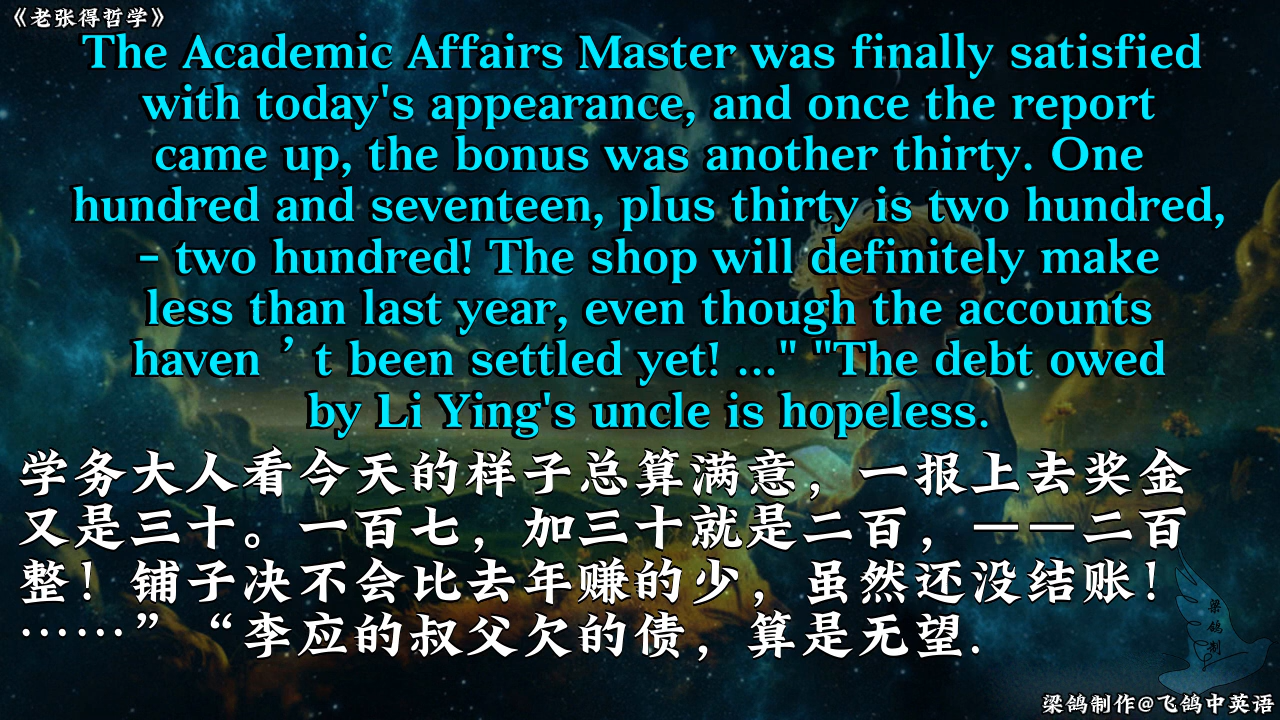 《老张得哲学》
The Academic Affairs Master was finally satisfied
with today's appearance, and once the report
came up, the bonus was another thirty. One
hundred and seventeen, plus thirty is two hundred,
- two hundred! The shop will definitely make
less than last year, even though the accounts
haven ’ t been settled yet! ..." "The debt owed
by Li Ying's uncle is hopeless.
学务大人看今天的样子总算满意，一报上去奖金
又是三十。一百七，加三十就是二百，——二百
整！铺子决不会比去年赚的少，虽然还没结账！
……”“李应的叔父欠的债，算是无望.
梁鸽制
梁鸽制作@飞鸽中英语